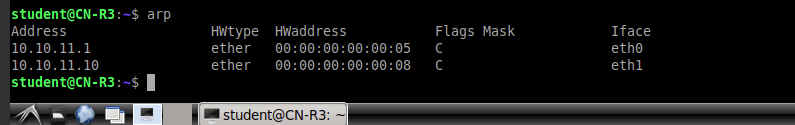 student@CN-R3:~$ arp
Address HWtype HWaddress Flags Mask Iface
10.10.11.1 ether 00:00:00:00:00:05 C eth0
10.10.11.10 ether 00:00:00:00:00:08 C eth1
student@CN-R3:~$
student@CN-R3: ~